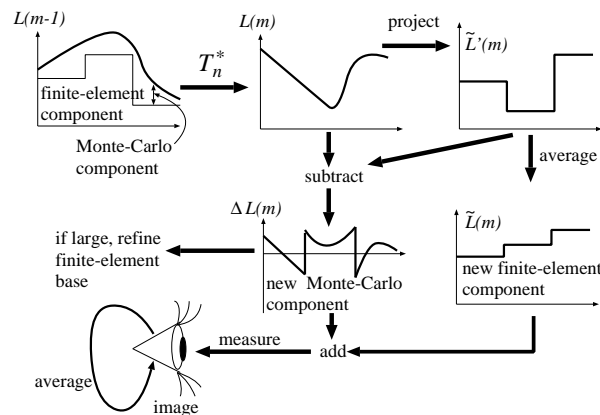 L(m-1)
finite-element
component
Monte-Carlo
component
T*n
L(m)
project
L̃'(m)
average
subtract
ΔL(m)
L̃(m)
if large, refine
finite-element
base
new Monte-Carlo
component
new finite-element
component
measure
add
average
image